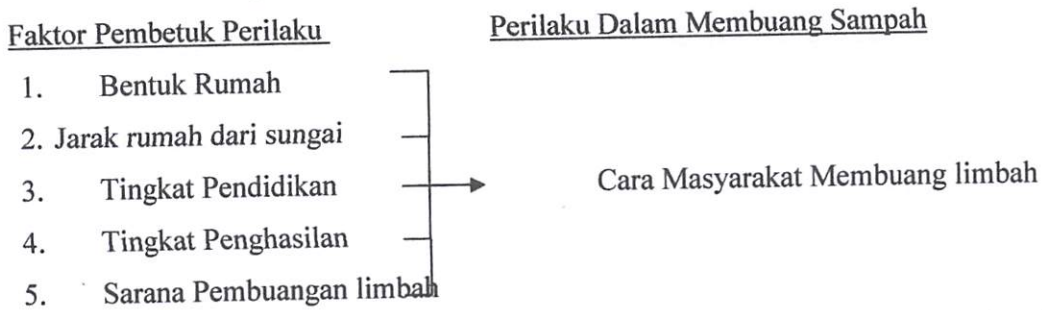 Faktor Pembetuk Perilaku
Perilaku Dalam Membuang Sampah
1. Bentuk Rumah
2. Jarak rumah dari sungai
3. Tingkat Pendidikan
Cara Masyarakat Membuang limbah
4. Tingkat Penghasilan
5. Sarana Pembuangan limbah